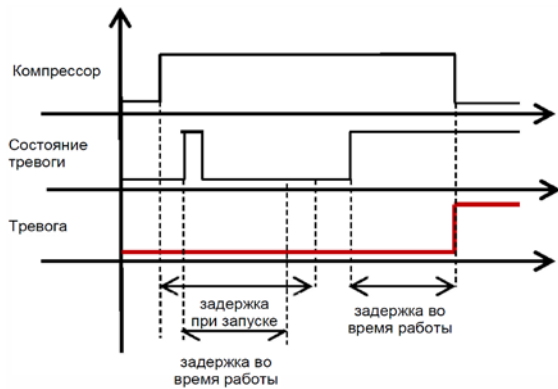 Компрессор
Состояние
тревоги
Тревога
задержка
при запуске
задержка во
время работы
задержка во
время работы